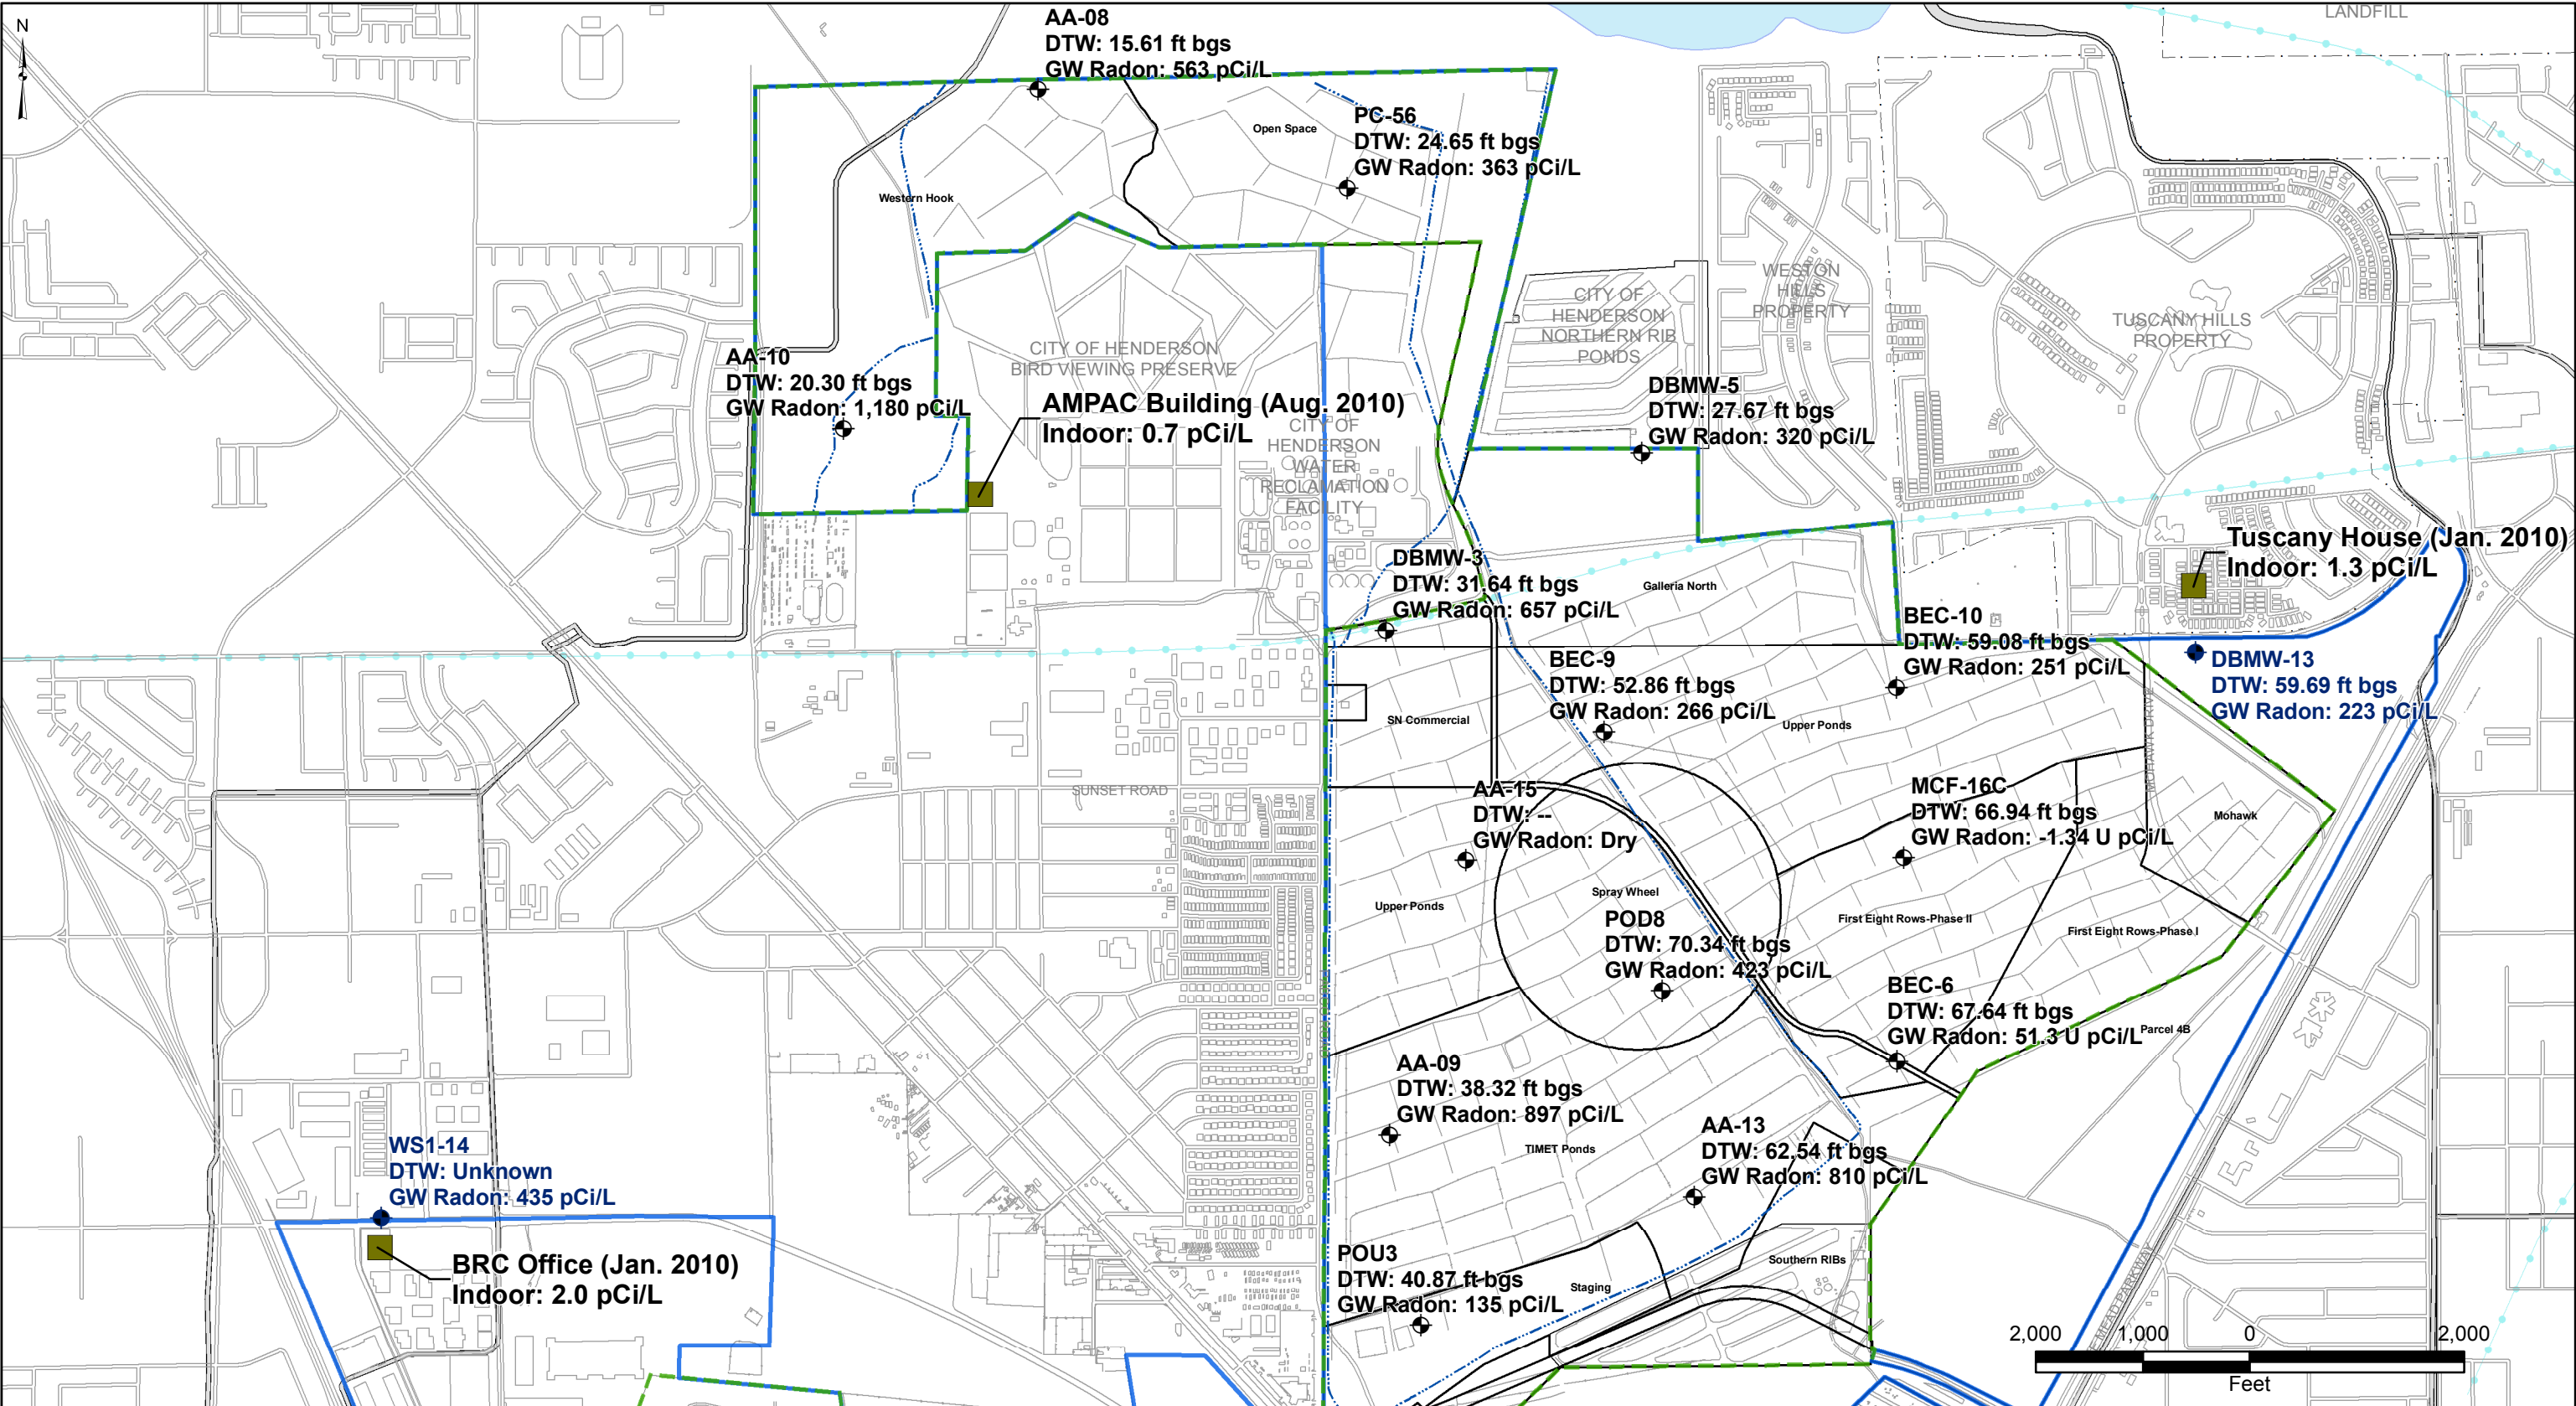 N
LANDFILL
AA-08
DTW: 15.61 ft bgs
GW Radon: 563 pCi/L
PC-56
DTW: 24.65 ft bgs
GW Radon: 363 pCi/L
Open Space
Western Hook
CITY OF
HENDERSON
NORTHERN RIB
PONDS
WESTON
HILLS
PROPERTY
TUSCANY HILLS
PROPERTY
CITY OF HENDERSON
BIRD VIEWING PRESERVE
AA-10
DTW: 20.30 ft bgs
GW Radon: 1,180 pCi/L
AMPAC Building (Aug. 2010)
Indoor: 0.7 pCi/L
CITY OF
HENDERSON
WATER
RECLAMATION
FACILITY
DBMW-5
DTW: 27.67 ft bgs
GW Radon: 320 pCi/L
Tuscany House (Jan. 2010)
Indoor: 1.3 pCi/L
DBMW-3
DTW: 31.64 ft bgs
GW Radon: 657 pCi/L
Galleria North
BEC-10
DTW: 59.08 ft bgs
GW Radon: 251 pCi/L
DBMW-13
DTW: 59.69 ft bgs
GW Radon: 223 pCi/L
BEC-9
DTW: 52.86 ft bgs
GW Radon: 266 pCi/L
SN Commercial
Upper Ponds
MOHAWK DRIVE
SUNSET ROAD
AA-15
DTW: --
GW Radon: Dry
MCF-16C
DTW: 66.94 ft bgs
GW Radon: -1.34 U pCi/L
Mohawk
Upper Ponds
Spray Wheel
First Eight Rows-Phase II
First Eight Rows-Phase I
POD8
DTW: 70.34 ft bgs
GW Radon: 423 pCi/L
BEC-6
DTW: 67.64 ft bgs
GW Radon: 51.3 U pCi/L
Parcel 4B
AA-09
DTW: 38.32 ft bgs
GW Radon: 897 pCi/L
TIMET Ponds
AA-13
DTW: 62.54 ft bgs
GW Radon: 810 pCi/L
WS1-14
DTW: Unknown
GW Radon: 435 pCi/L
BRC Office (Jan. 2010)
Indoor: 2.0 pCi/L
POU3
DTW: 40.87 ft bgs
GW Radon: 135 pCi/L
Staging
Southern RIBs
PARKWAY
2,000 1,000 0 2,000
Feet